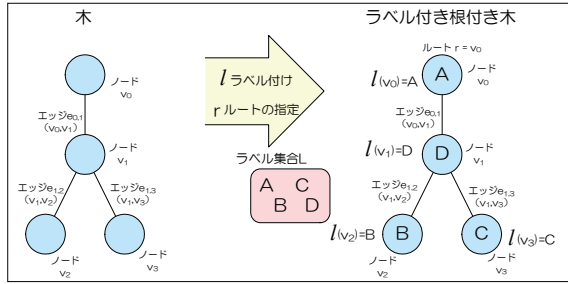 木
ラベル付き根付き木
ノード
v0
エッジe0,1
(v0,v1)
ノード
v1
エッジe1,2
(v1,v2)
エッジe1,3
(v1,v3)
ノード
v2
ノード
v3
l ラベル付け
r ルートの指定
ラベル集合L
A C
B D
ルート r = v0
l(v0)=A
A
ノード
v0
エッジe0,1
(v0,v1)
l(v1)=D
D
ノード
v1
エッジe1,2
(v1,v2)
エッジe1,3
(v1,v3)
l(v2)=B
B
C
l(v3)=C
ノード
v2
ノード
v3